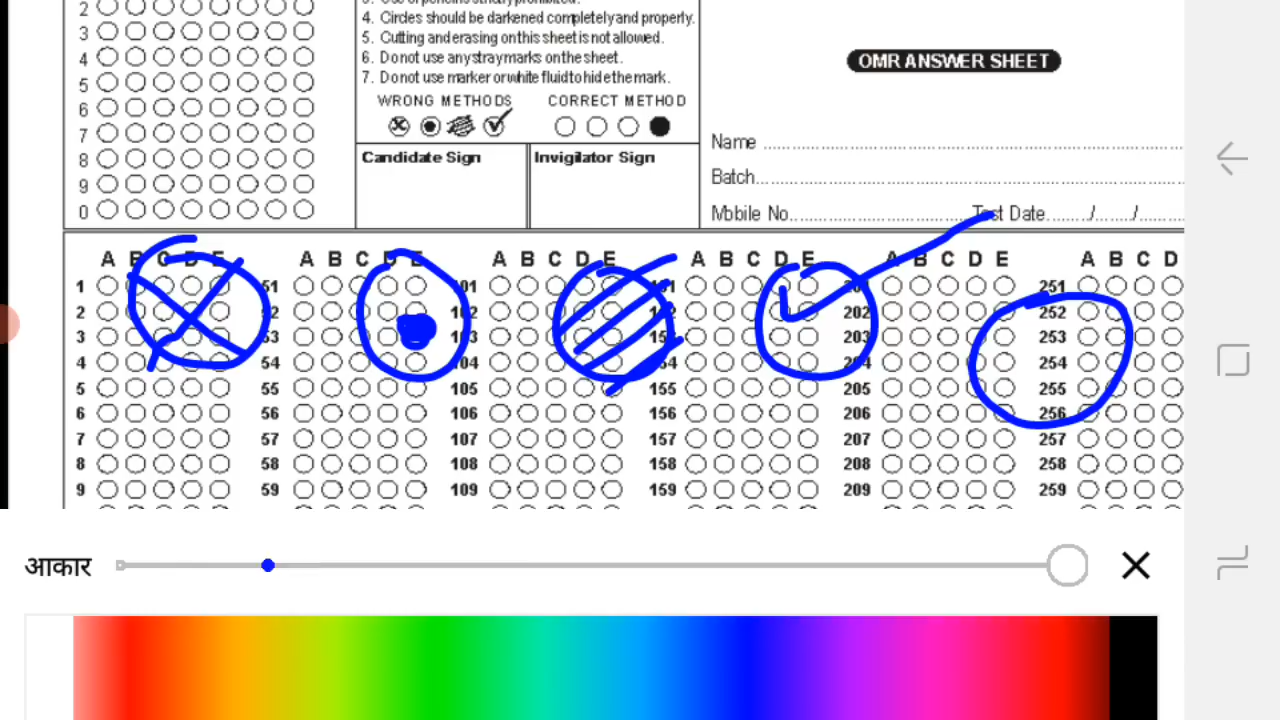 2
3
4
5
6
7
8
9
0
4. Circles should be darkened completely and properly.
5. Cutting and erasing on this sheet is not allowed.
6. Do not use any stray marks on the sheet.
7. Do not use marker or white fluid to hide the mark.
WRONG METHODS CORRECT METHOD
Candidate Sign Invigilator Sign
OMR ANSWER SHEET
Name
Batch
Mobile No. Test Date / /
A B C D E A B C D E A B C D E A B C D E A B C D E A B C D
1 251
2 102 202 252
3 53 103 203 253
4 54 104 254
5 55 105 155 205 255
6 56 106 156 206 256
7 57 107 157 207 257
8 58 108 158 208 258
9 59 109 159 209 259
आकार